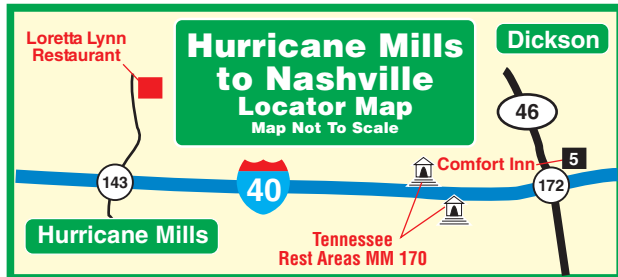 Loretta Lynn
Restaurant
Hurricane Mills
to Nashville
Locator Map
Map Not To Scale
Dickson
46
Comfort Inn
5
143
40
172
Hurricane Mills
Tennessee
Rest Areas MM 170